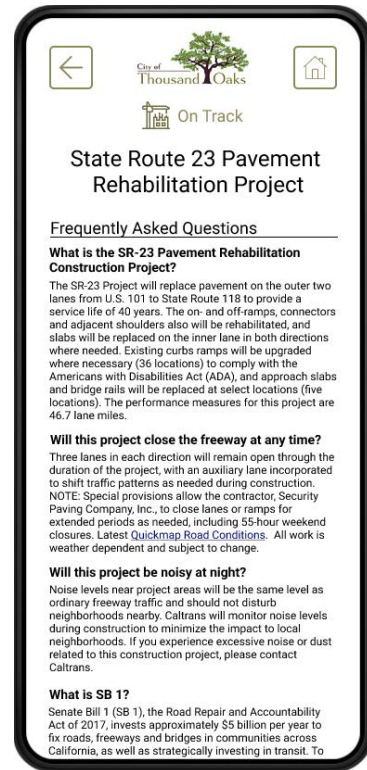 City of
Thousand Oaks
On Track
State Route 23 Pavement
Rehabilitation Project
Frequently Asked Questions
What is the SR-23 Pavement Rehabilitation
Construction Project?
The SR-23 Project will replace pavement on the outer two
lanes from U.S. 101 to State Route 118 to provide a
service life of 40 years. The on- and off-ramps, connectors
and adjacent shoulders also will be rehabilitated, and
slabs will be replaced on the inner lane in both directions
where needed. Existing curbs ramps will be upgraded
where necessary (36 locations) to comply with the
Americans with Disabilities Act (ADA), and approach slabs
and bridge rails will be replaced at select locations (five
locations). The performance measures for this project are
46.7 lane miles.
Will this project close the freeway at any time?
Three lanes in each direction will remain open through the
duration of the project, with an auxiliary lane incorporated
to shift traffic patterns as needed during construction.
NOTE: Special provisions allow the contractor, Security
Paving Company, Inc., to close lanes or ramps for
extended periods as needed, including 55-hour weekend
closures. Latest Quickmap Road Conditions. All work is
weather dependent and subject to change.
Will this project be noisy at night?
Noise levels near project areas will be the same level as
ordinary freeway traffic and should not disturb
neighborhoods nearby. Caltrans will monitor noise levels
during construction to minimize the impact to local
neighborhoods. If you experience excessive noise or dust
related to this construction project, please contact
Caltrans.
What is SB 1?
Senate Bill 1 (SB 1), the Road Repair and Accountability
Act of 2017, invests approximately $5 billion per year to
fix roads, freeways and bridges in communities across
California, as well as strategically investing in transit. To